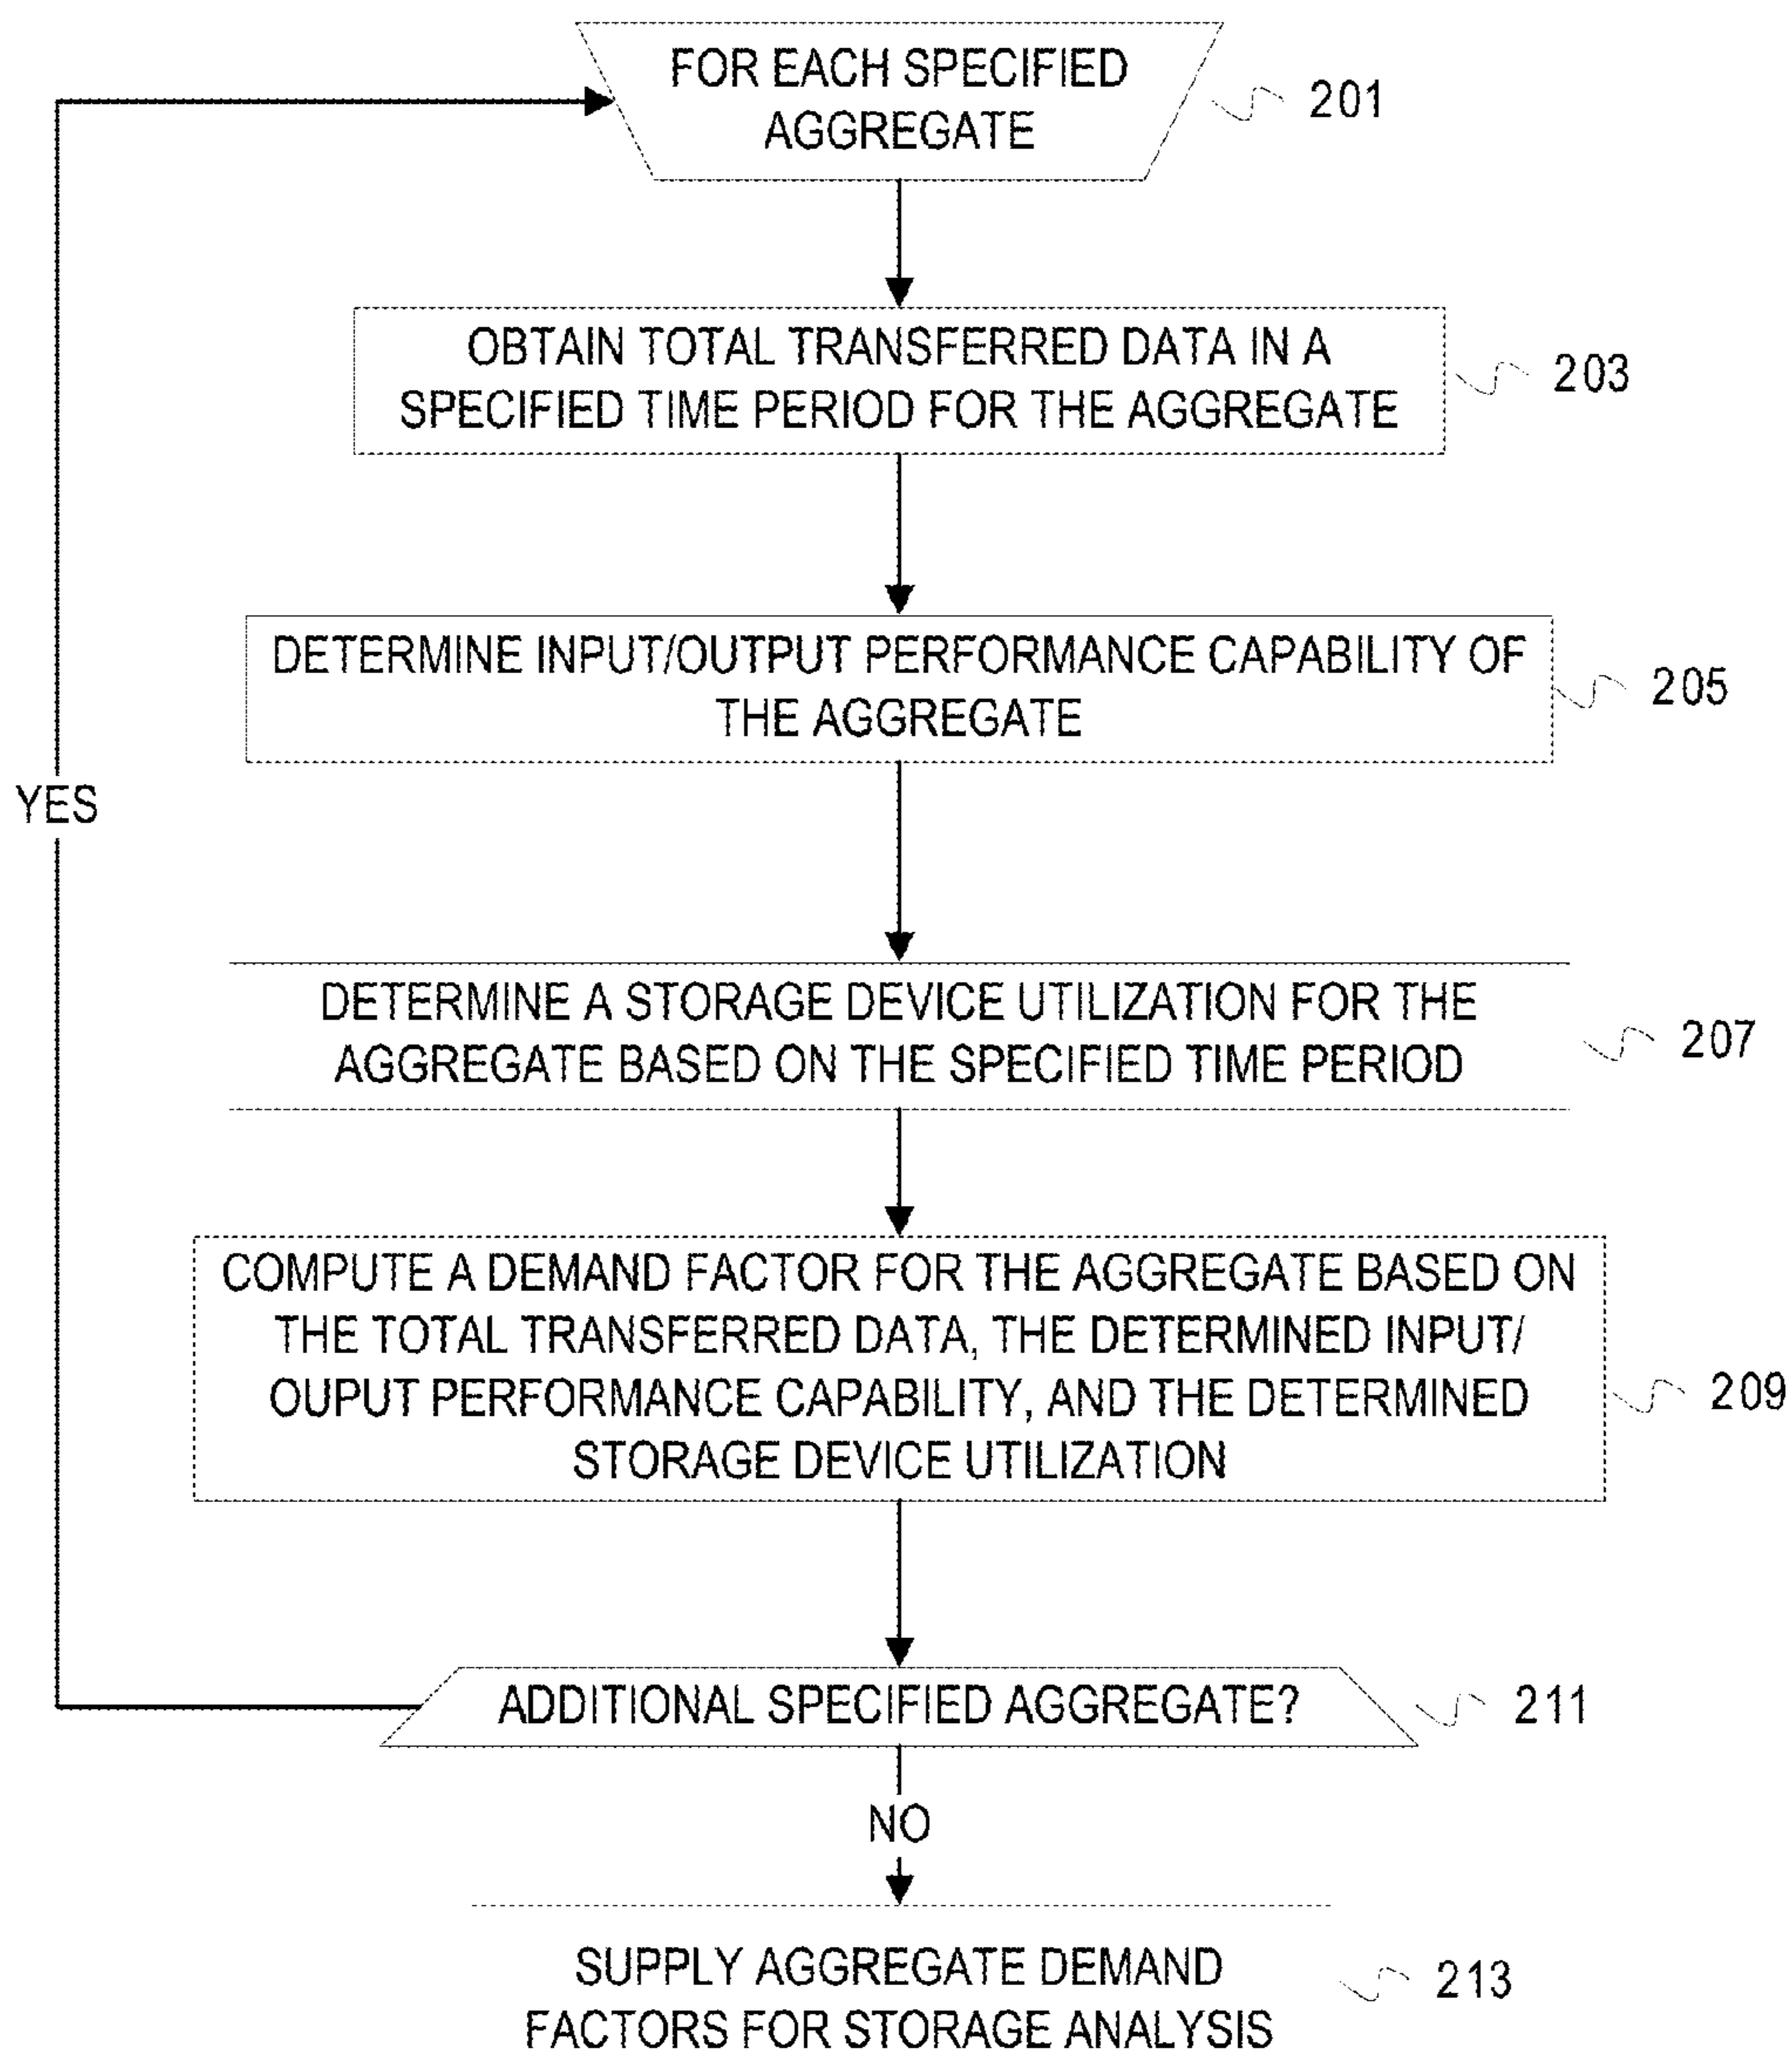 FOR EACH SPECIFIED
AGGREGATE
201
OBTAIN TOTAL TRANSFERRED DATA IN A
SPECIFIED TIME PERIOD FOR THE AGGREGATE
203
DETERMINE INPUT/OUTPUT PERFORMANCE CAPABILITY OF
THE AGGREGATE
205
YES
DETERMINE A STORAGE DEVICE UTILIZATION FOR THE
AGGREGATE BASED ON THE SPECIFIED TIME PERIOD
207
COMPUTE A DEMAND FACTOR FOR THE AGGREGATE BASED ON
THE TOTAL TRANSFERRED DATA, THE DETERMINED INPUT/
OUPUT PERFORMANCE CAPABILITY, AND THE DETERMINED
STORAGE DEVICE UTILIZATION
209
ADDITIONAL SPECIFIED AGGREGATE?
211
NO
SUPPLY AGGREGATE DEMAND
FACTORS FOR STORAGE ANALYSIS
213